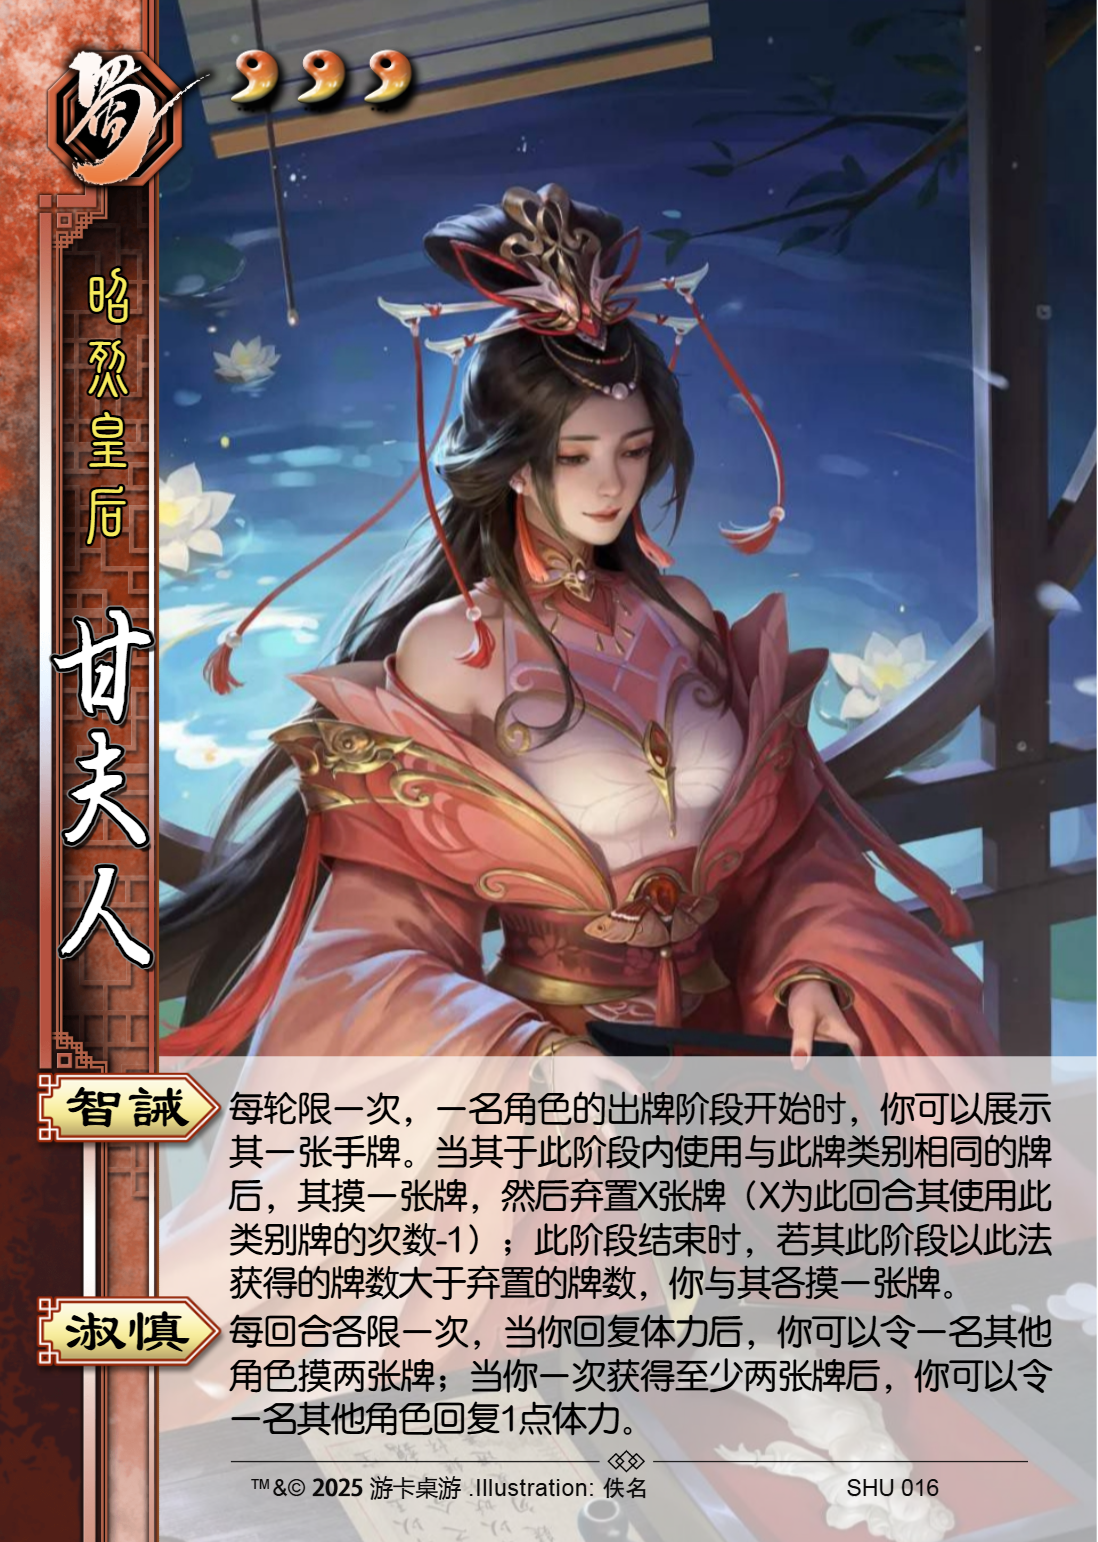 蜀
昭烈皇后
甘夫人
智誡
每轮限一次，一名角色的出牌阶段开始时，你可以展示
其一张手牌。当其于此阶段内使用与此牌类别相同的牌
后，其摸一张牌，然后弃置X张牌（X为此回合其使用此
类别牌的次数-1）；此阶段结束时，若其此阶段以此法
获得的牌数大于弃置的牌数，你与其各摸一张牌。
淑慎
每回合各限一次，当你回复体力后，你可以令一名其他
角色摸两张牌；当你一次获得至少两张牌后，你可以令
一名其他角色回复1点体力。
™&© 2025 游卡桌游 .Illustration: 佚名
SHU 016